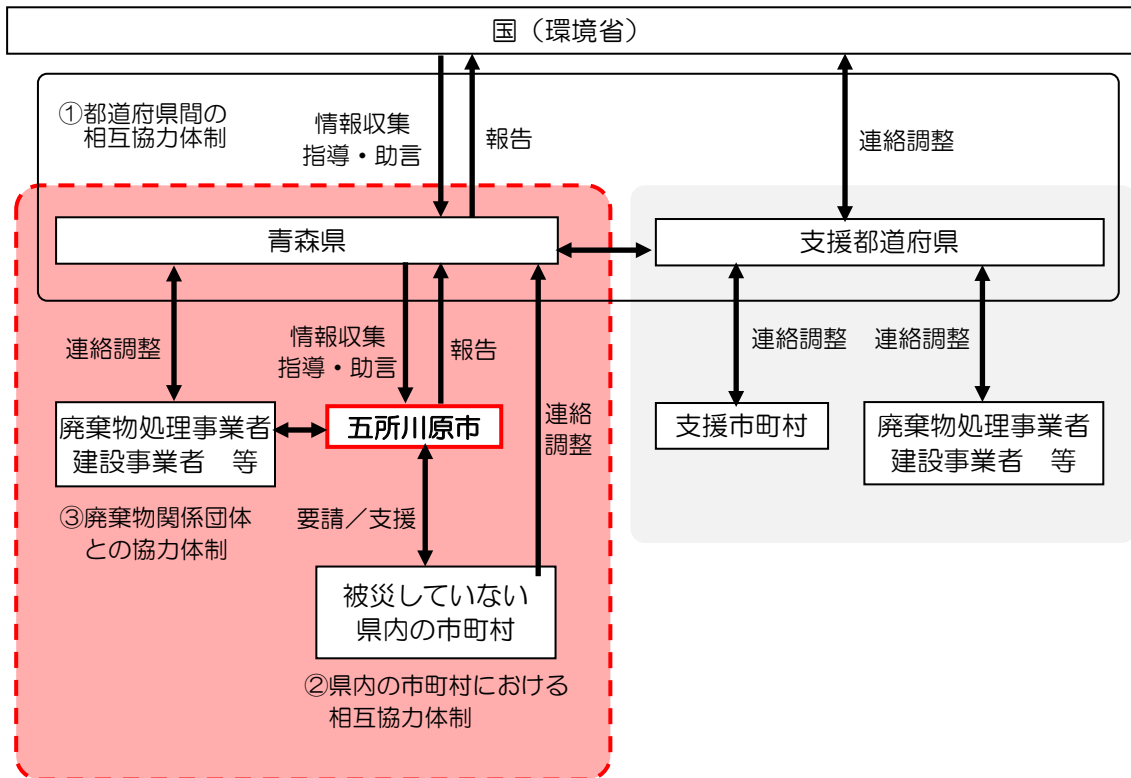 国（環境省）
①都道府県間の
相互協力体制
情報収集
指導・助言
報告
連絡調整
青森県
支援都道府県
連絡調整
情報収集
指導・助言
報告
連絡
調整
連絡調整
連絡調整
廃棄物処理事業者
建設事業者　等
五所川原市
支援市町村
廃棄物処理事業者
建設事業者　等
③廃棄物関係団体
との協力体制
要請／支援
被災していない
県内の市町村
②県内の市町村における
相互協力体制